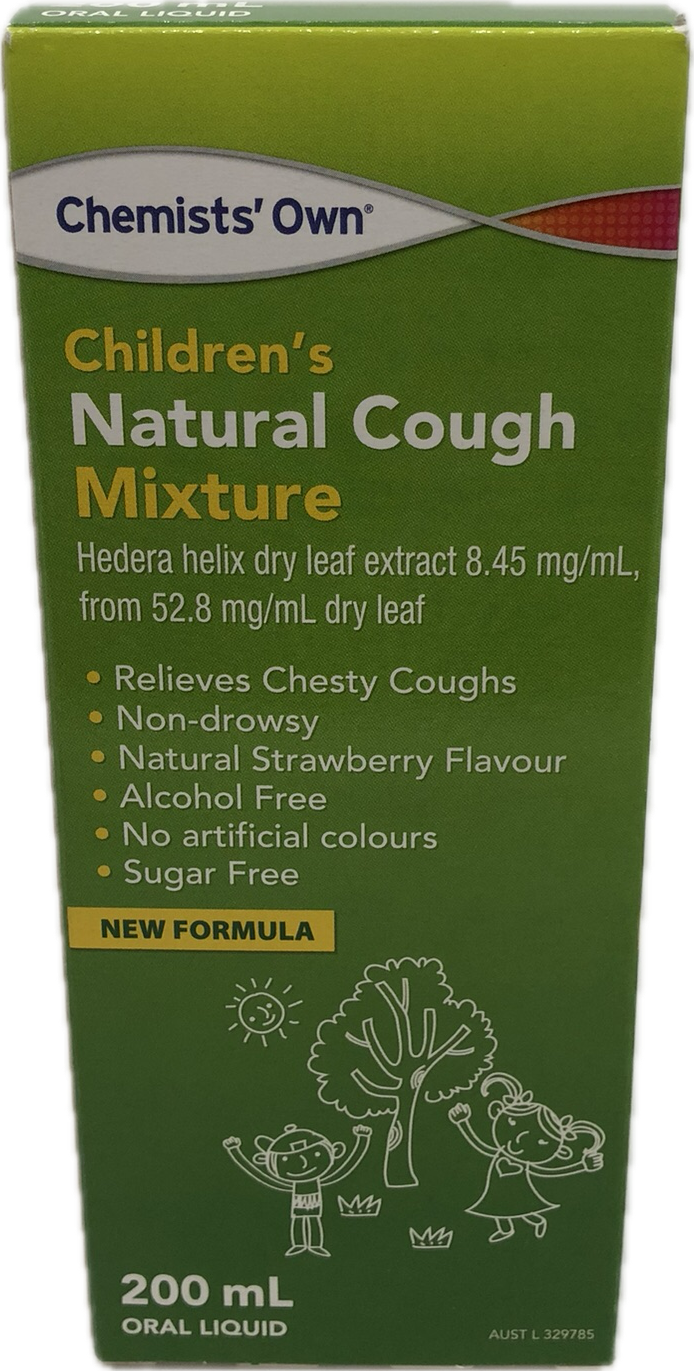 ORAL LIQUID
Chemists' Own®
Children's
Natural Cough
Mixture
Hedera helix dry leaf extract 8.45 mg/mL,
from 52.8 mg/mL dry leaf
• Relieves Chesty Coughs
• Non-drowsy
• Natural Strawberry Flavour
• Alcohol Free
• No artificial colours
• Sugar Free
NEW FORMULA
200 mL
ORAL LIQUID
AUST L 329785